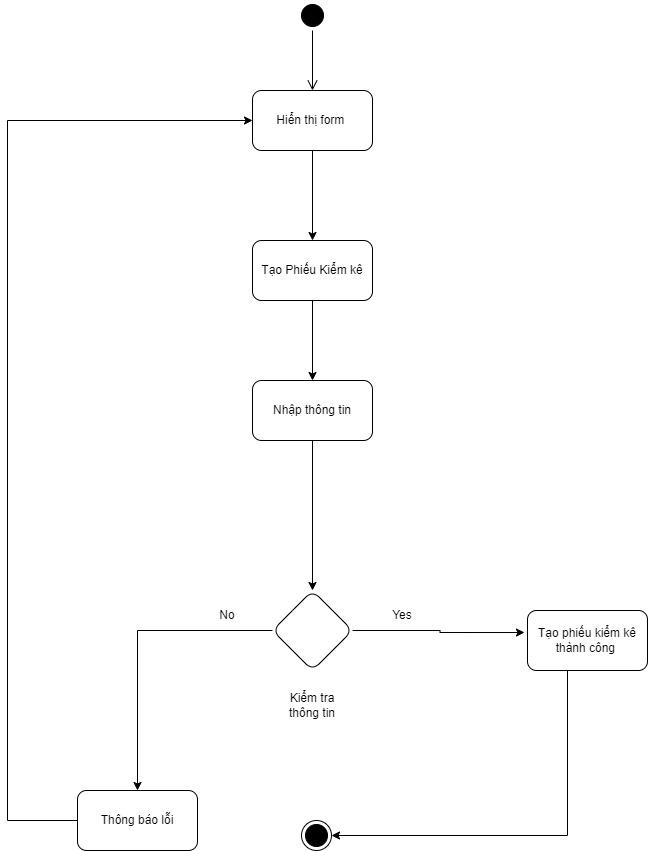 Hiển thị form
Tạo Phiếu Kiểm kê
Nhập thông tin
No
Yes
Tạo phiếu kiểm kê
thành công
Kiểm tra
thông tin
Thông báo lỗi